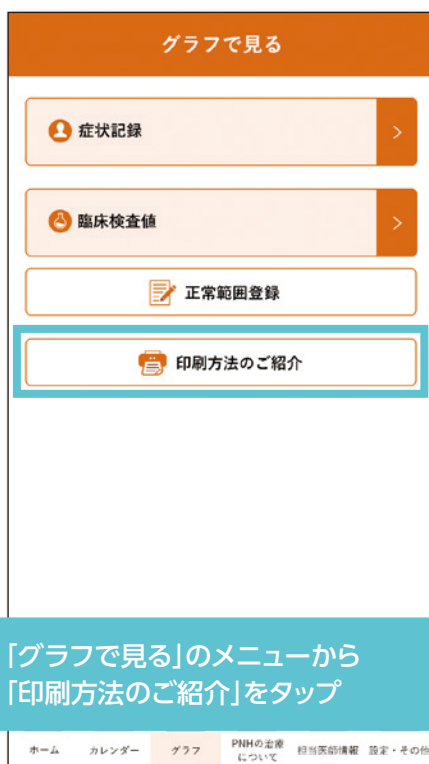 グラフで見る
症状記録
臨床検査値
正常範囲登録
印刷方法のご紹介
「グラフで見る」のメニューから
「印刷方法のご紹介」をタップ
ホーム カレンダー グラフ PNHの治療について 担当医師情報 設定・その他